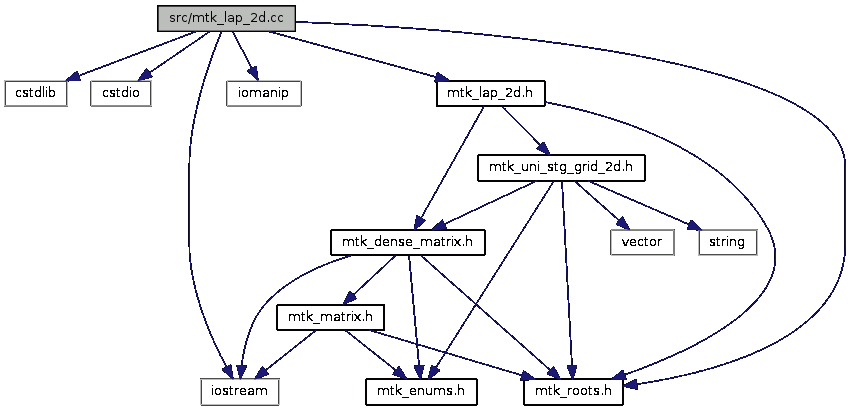 src/mtk_lap_2d.cc
cstdlib
cstdio
iomanip
mtk_lap_2d.h
mtk_uni_stg_grid_2d.h
mtk_dense_matrix.h
vector
string
mtk_matrix.h
iostream
mtk_enums.h
mtk_roots.h